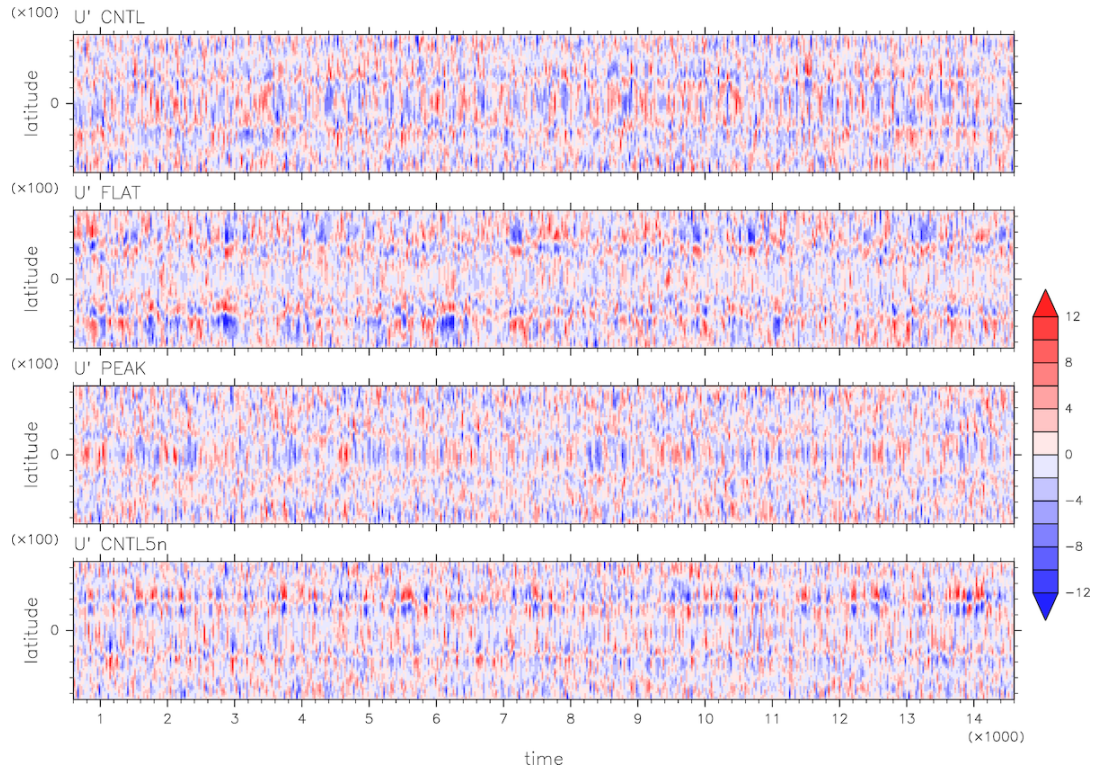 (×100) U' CNTL
latitude
0
(×100)
U' FLAT
latitude
0
(×100)
U' PEAK
latitude
0
(×100) U' CNTL5n
latitude
0
1 2 3 4 5 6 7 8 9 10 11 12 13 14
(×1000)
time
12
8
4
0
−4
−8
−12